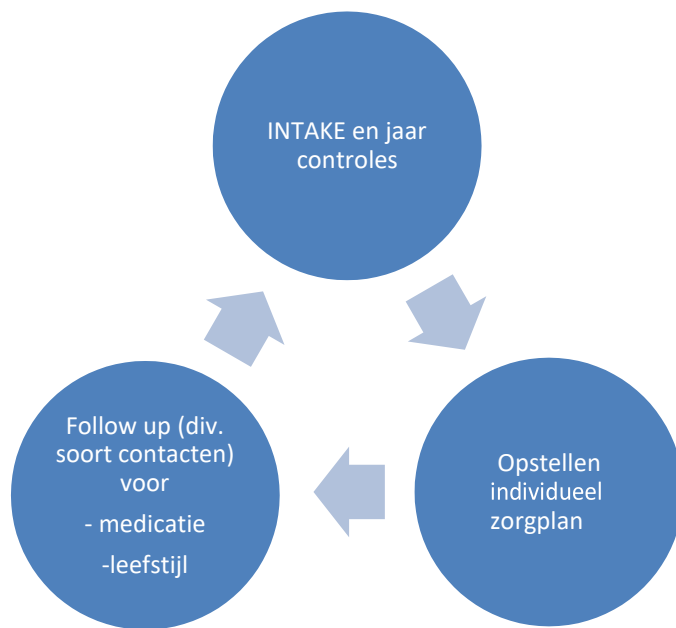 INTAKE en jaar
controles
Opstellen
individueel
zorgplan
Follow up (div.
soort contacten)
voor
- medicatie
-leefstijl